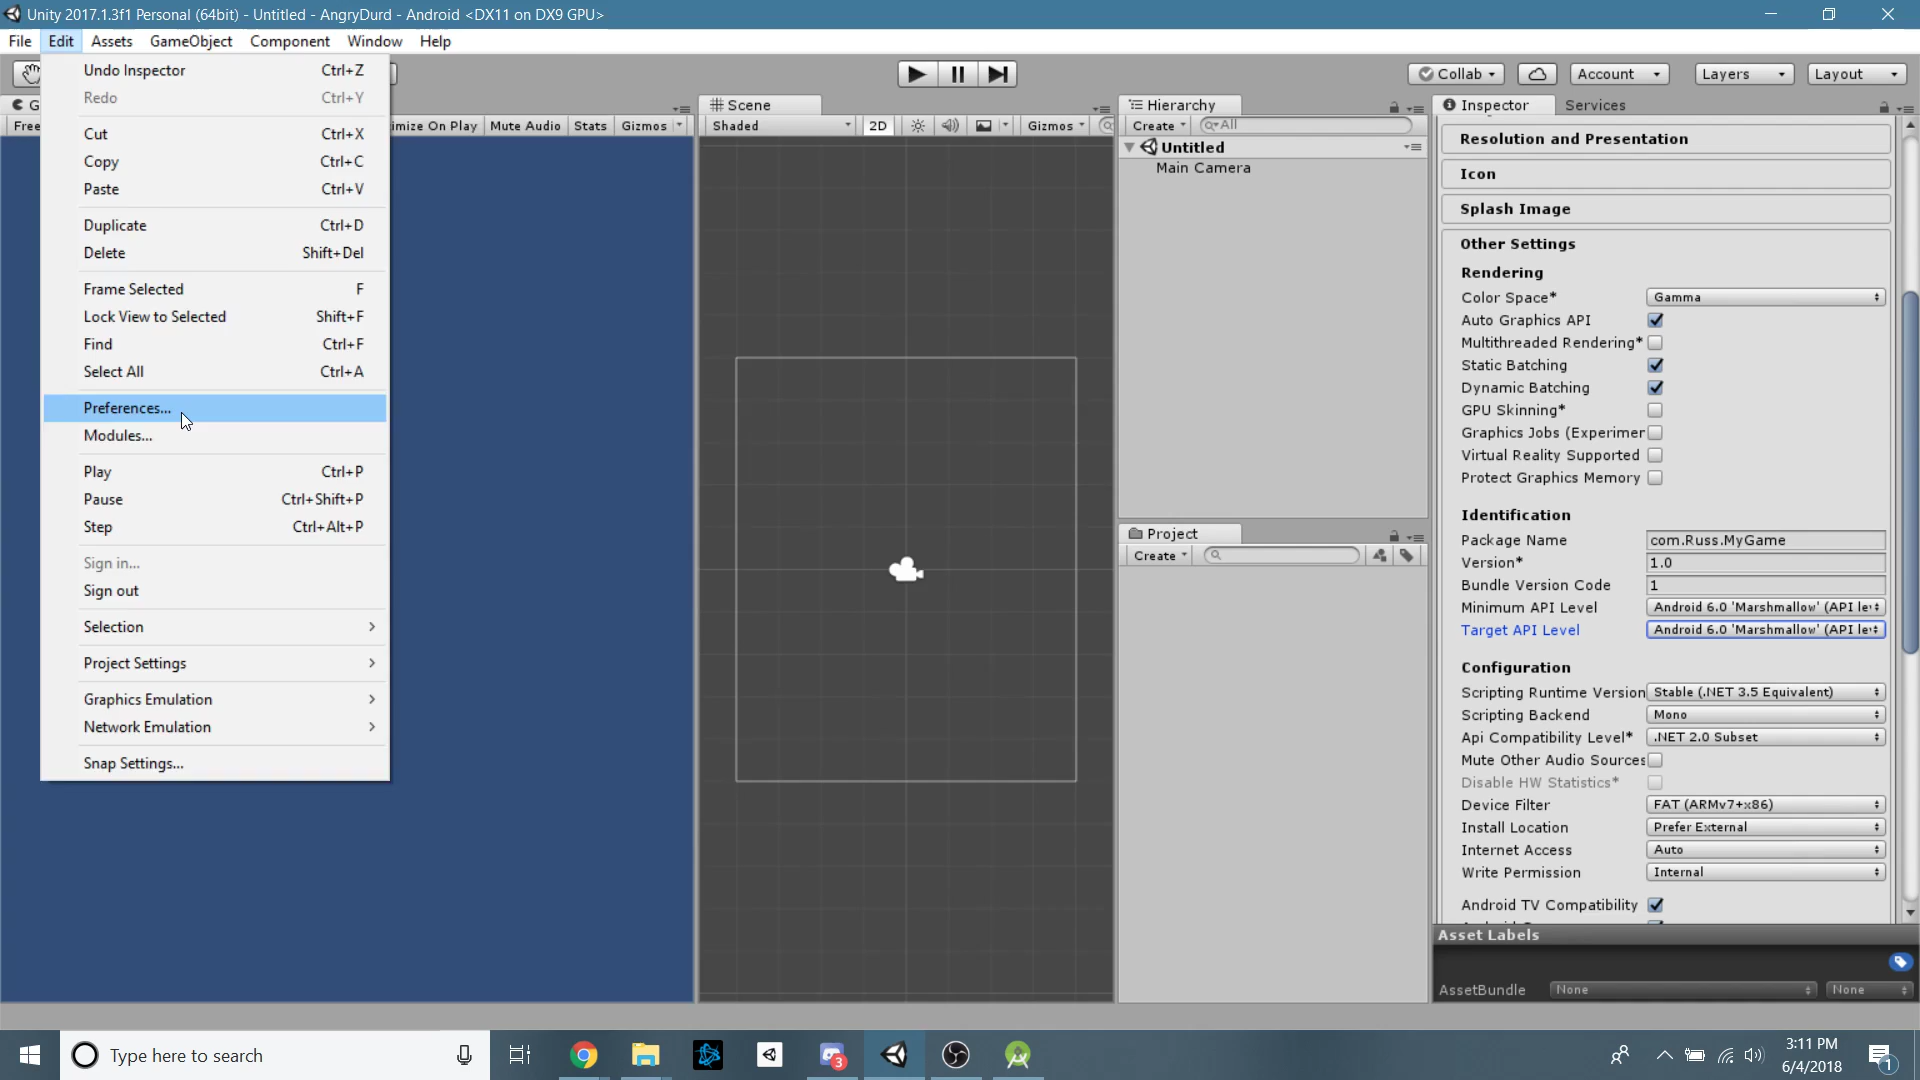 Unity 2017.1.3f1 Personal (64bit) - Untitled - AngryDurd - Android <DX11 on DX9 GPU>
File Edit Assets GameObject Component Window Help
Collab Account Layers Layout
Undo Inspector Ctrl+Z
Redo Ctrl+Y
Cut Ctrl+X
Copy Ctrl+C
Paste Ctrl+V
Duplicate Ctrl+D
Delete Shift+Del
Frame Selected F
Lock View to Selected Shift+F
Find Ctrl+F
Select All Ctrl+A
Preferences...
Modules...
Play Ctrl+P
Pause Ctrl+Shift+P
Step Ctrl+Alt+P
Sign in...
Sign out
Selection
Project Settings
Graphics Emulation
Network Emulation
Snap Settings...
G
Free imize On Play Mute Audio Stats Gizmos
Scene
Shaded 2D Gizmos
Hierarchy
Create All
Untitled
Main Camera
Project
Create
Inspector Services
Resolution and Presentation
Icon
Splash Image
Other Settings
Rendering
Color Space* Gamma
Auto Graphics API
Multithreaded Rendering*
Static Batching
Dynamic Batching
GPU Skinning*
Graphics Jobs (Experimer
Virtual Reality Supported
Protect Graphics Memory
Identification
Package Name com.Russ.MyGame
Version* 1.0
Bundle Version Code 1
Minimum API Level Android 6.0 'Marshmallow' (API le
Target API Level Android 6.0 'Marshmallow' (API le
Configuration
Scripting Runtime Version Stable (.NET 3.5 Equivalent)
Scripting Backend Mono
Api Compatibility Level* .NET 2.0 Subset
Mute Other Audio Sources
Disable HW Statistics*
Device Filter FAT (ARMv7+x86)
Install Location Prefer External
Internet Access Auto
Write Permission Internal
Android TV Compatibility
Asset Labels
AssetBundle None None
Type here to search
3
3:11 PM
6/4/2018
1